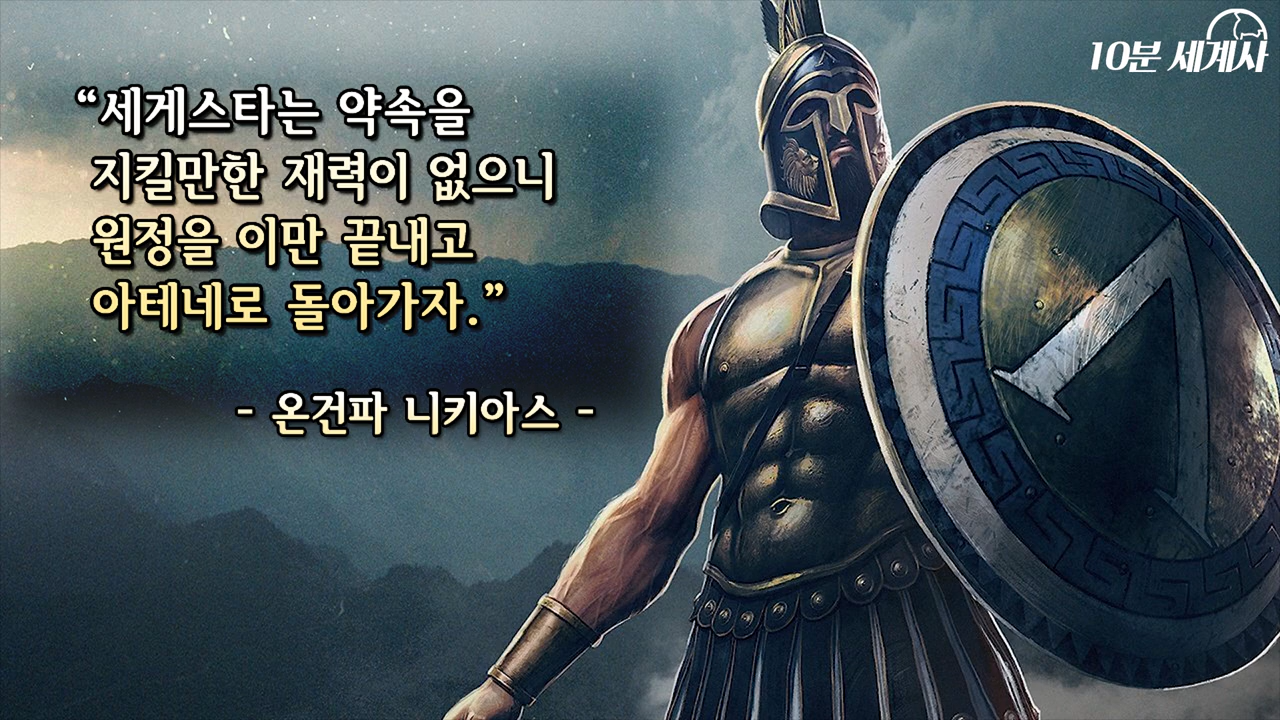 10분 세계사
“세게스타는 약속을
지킬만한 재력이 없으니
원정을 이만 끝내고
아테네로 돌아가자.”
- 온건파 니키아스 -